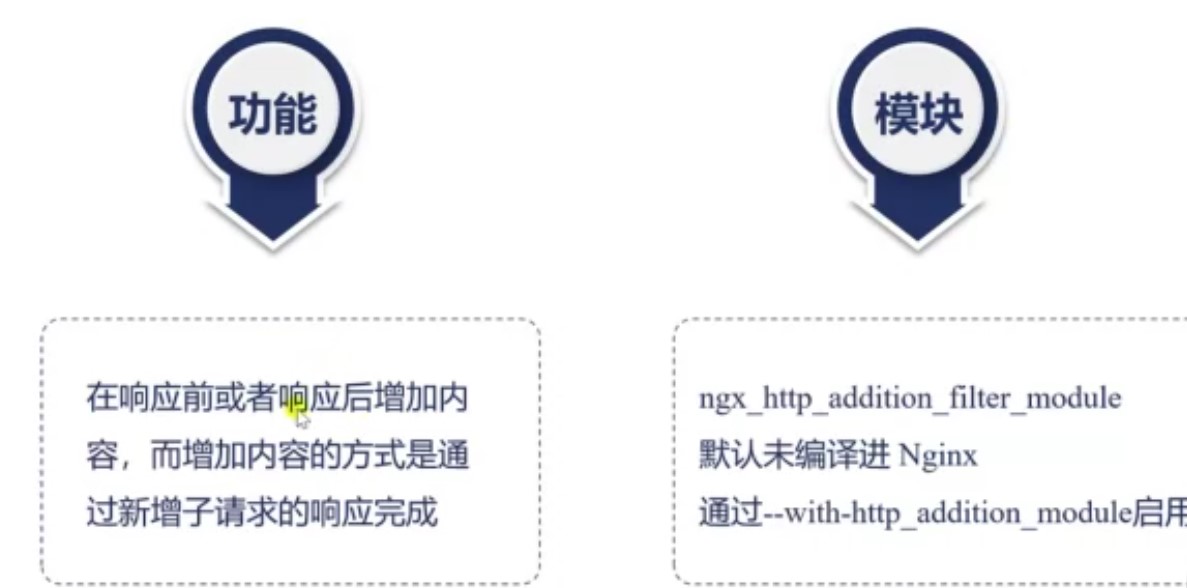 功能
在响应前或者响应后增加内
容，而增加内容的方式是通
过新增子请求的响应完成
模块
ngx_http_addition_filter_module
默认未编译进 Nginx
通过--with-http_addition_module启用